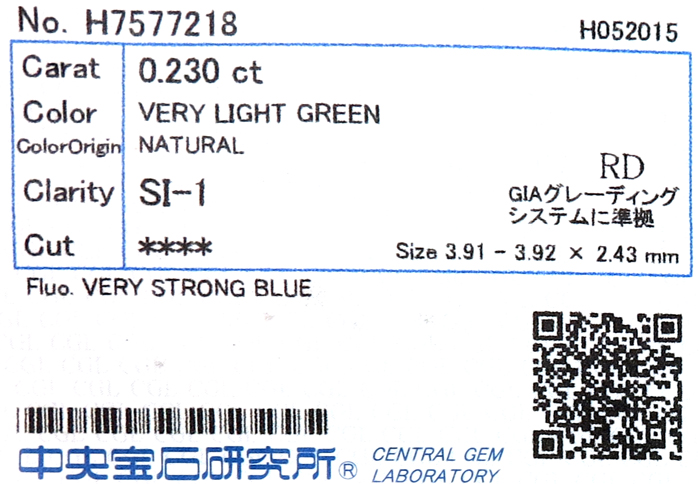 No. H7577218
H052015
Carat 0.230 ct
Color VERY LIGHT GREEN
ColorOrigin NATURAL
Clarity SI-1
RD
GIAグレーディング
システムに準拠
Cut ****
Size 3.91 - 3.92 × 2.43 mm
Fluo. VERY STRONG BLUE
中央宝石研究所®
CENTRAL GEM
LABORATORY